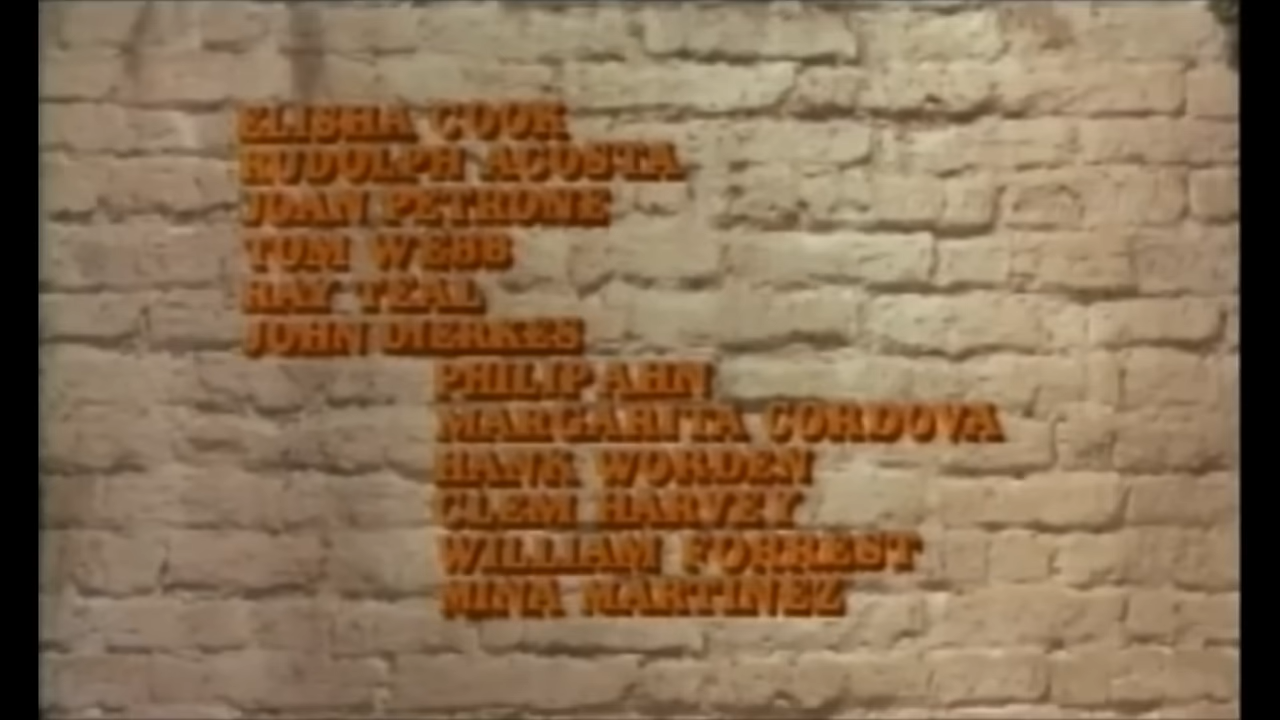 ELISHA COOK
RUDOLPH ACOSTA
JOAN PETRONE
TOM WEBB
RAY TEAL
JOHN DIERKES
PHILIP AHN
MARGARITA CORDOVA
HANK WORDEN
CLEM HARVEY
WILLIAM FORREST
MINA MARTINEZ